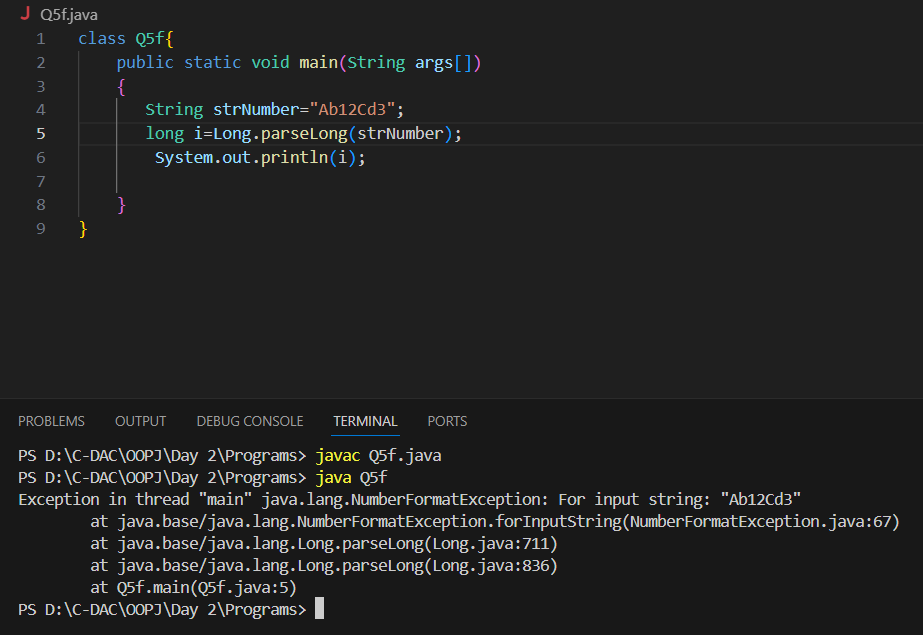 J Q5f.java
1 class Q5f{
2 public static void main(String args[])
3 {
4 String strNumber="Ab12Cd3";
5 long i=Long.parseLong(strNumber);
6 System.out.println(i);
7
8 }
9 }
PROBLEMS OUTPUT DEBUG CONSOLE TERMINAL PORTS
PS D:\C-DAC\OOPJ\Day 2\Programs> javac Q5f.java
PS D:\C-DAC\OOPJ\Day 2\Programs> java Q5f
Exception in thread "main" java.lang.NumberFormatException: For input string: "Ab12Cd3"
at java.base/java.lang.NumberFormatException.forInputString(NumberFormatException.java:67)
at java.base/java.lang.Long.parseLong(Long.java:711)
at java.base/java.lang.Long.parseLong(Long.java:836)
at Q5f.main(Q5f.java:5)
PS D:\C-DAC\OOPJ\Day 2\Programs>